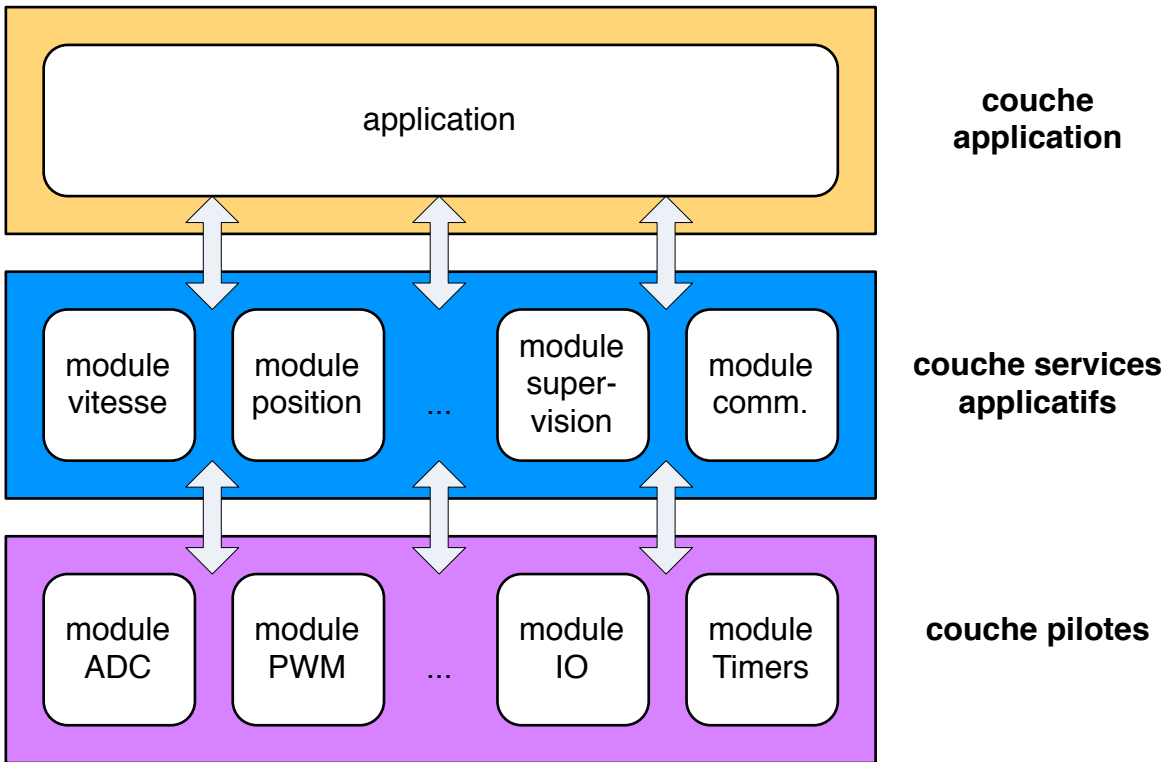 application
couche
application
module
vitesse
module
position
...
module
super-
vision
module
comm.
couche services
applicatifs
module
ADC
module
PWM
...
module
IO
module
Timers
couche pilotes